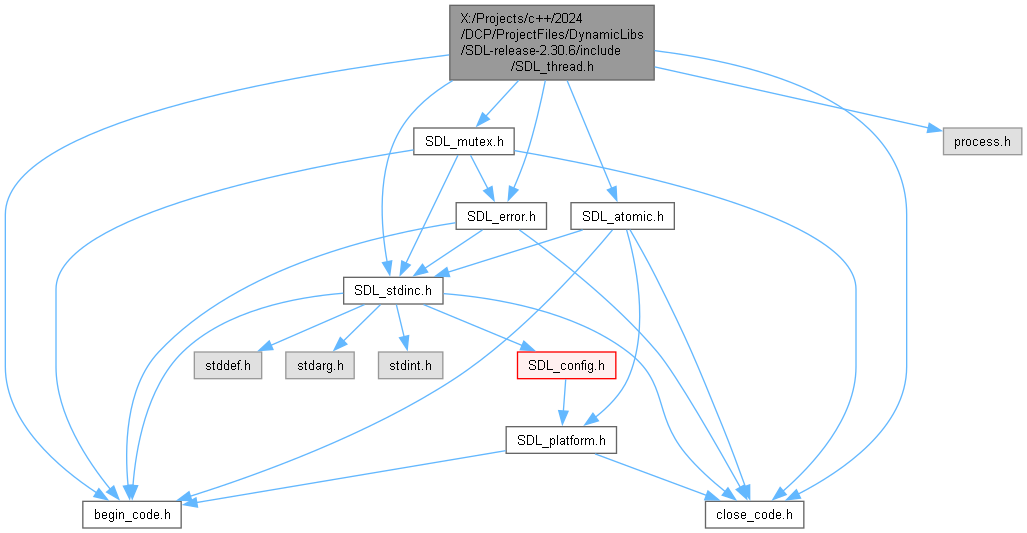 X:/Projects/c++/2024
/DCP/ProjectFiles/DynamicLibs
/SDL-release-2.30.6/include
/SDL_thread.h
SDL_mutex.h
process.h
SDL_error.h
SDL_atomic.h
SDL_stdinc.h
stddef.h
stdarg.h
stdint.h
SDL_config.h
SDL_platform.h
begin_code.h
close_code.h